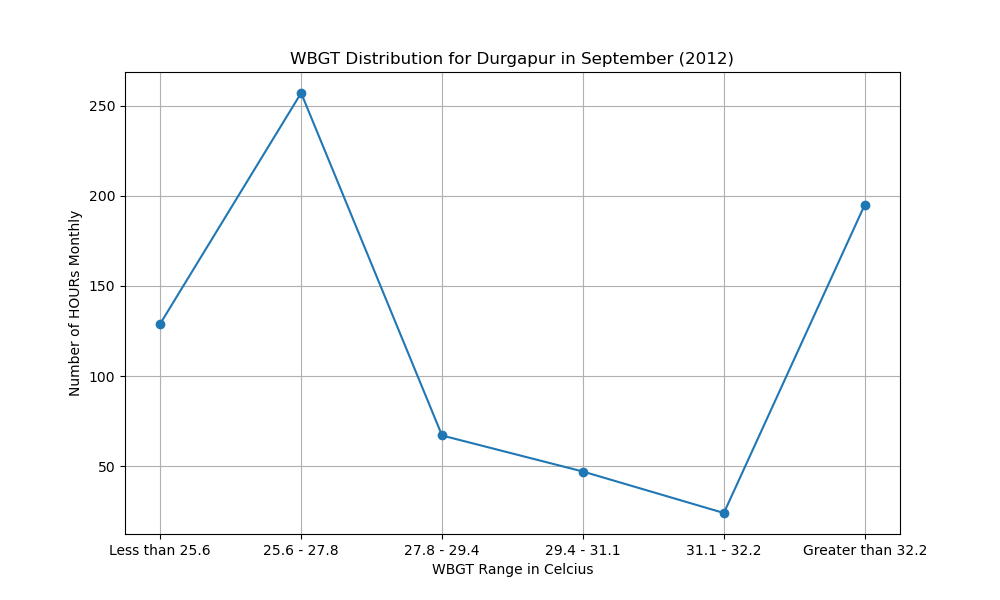 WBGT Distribution for Durgapur in September (2012)
Number of HOURs Monthly
250
200
150
100
50
Less than 25.6
25.6 - 27.8
27.8 - 29.4
29.4 - 31.1
31.1 - 32.2
Greater than 32.2
WBGT Range in Celcius